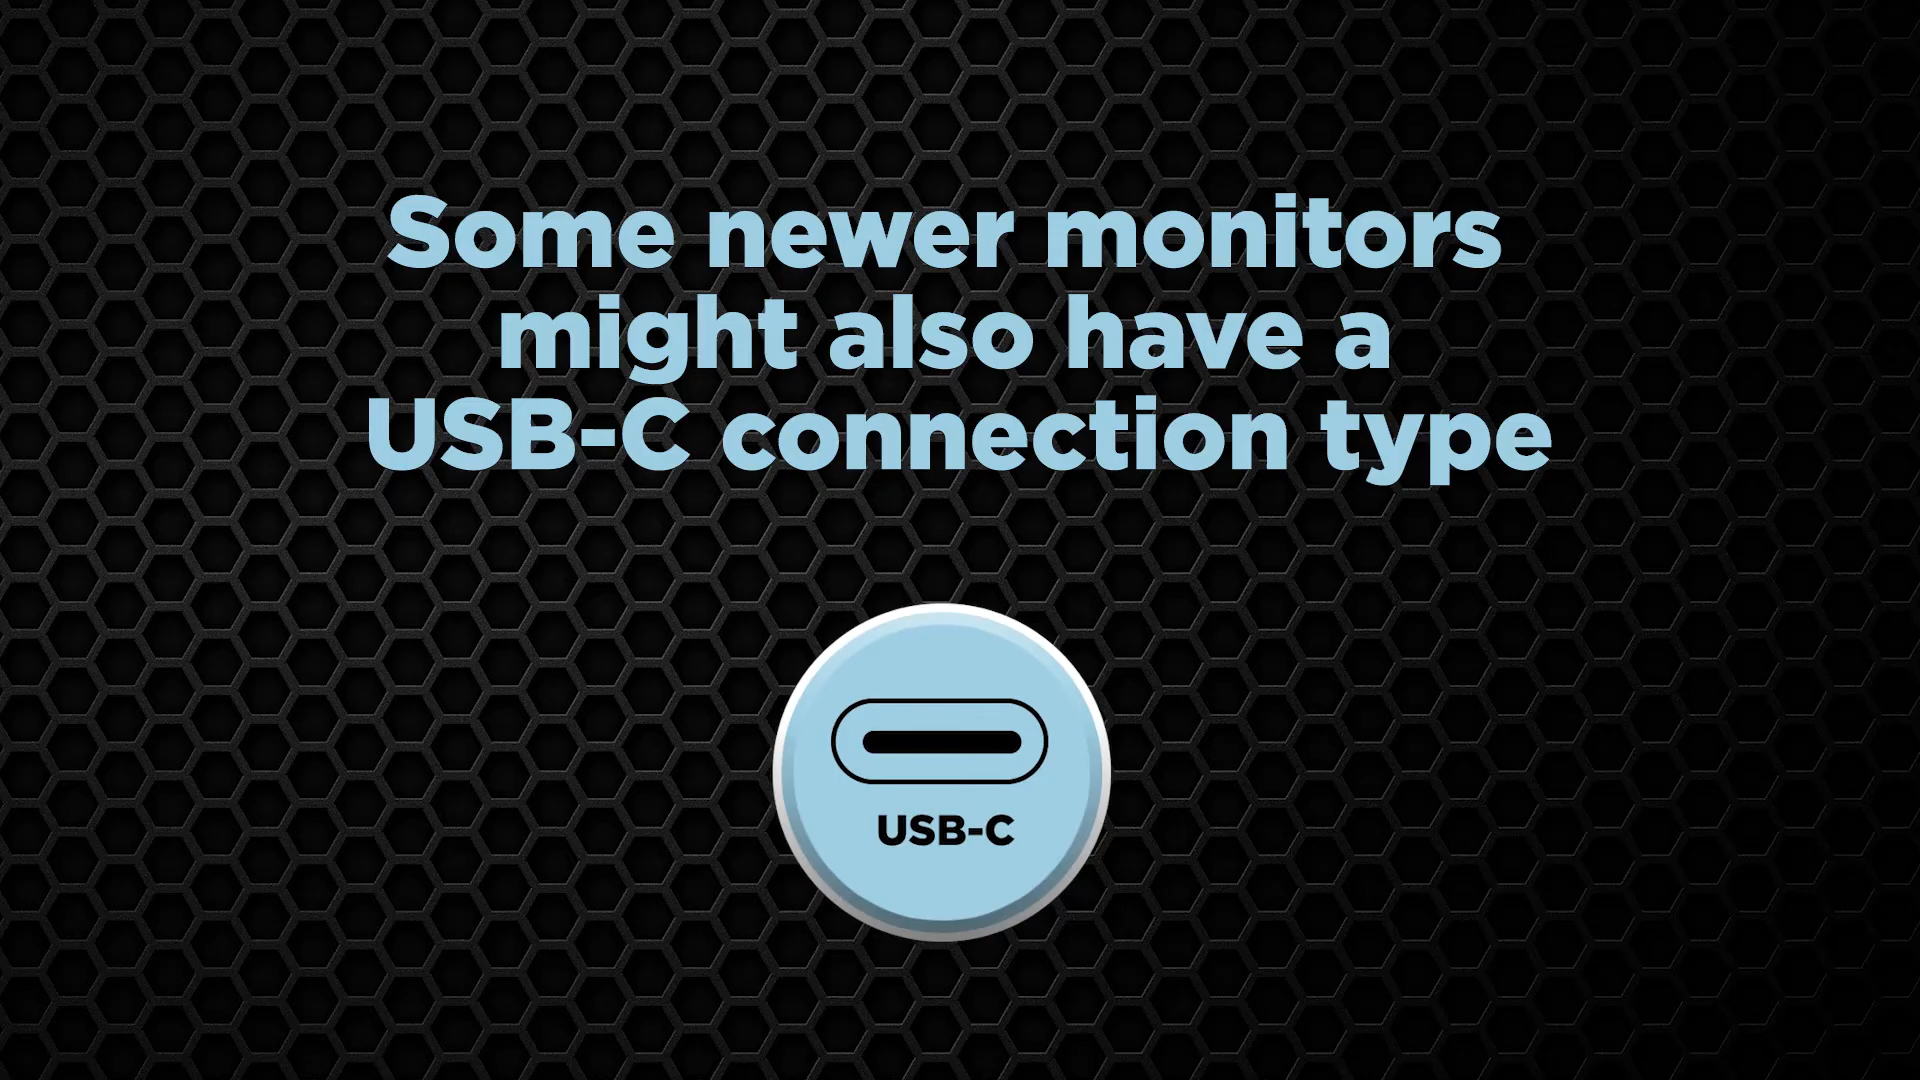 Some newer monitors
might also have a
USB-C connection type
USB-C